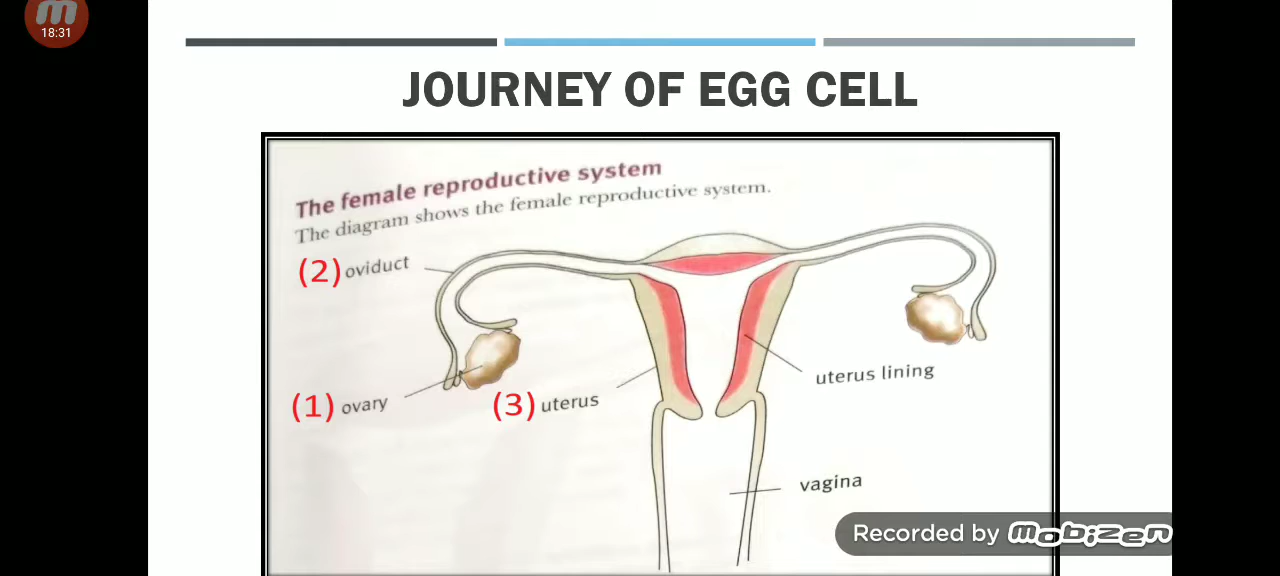 m
18:31
JOURNEY OF EGG CELL
The female reproductive system
The diagram shows the female reproductive system.
(2) oviduct
(1) ovary
(3) uterus
uterus lining
vagina
Recorded by mobizen